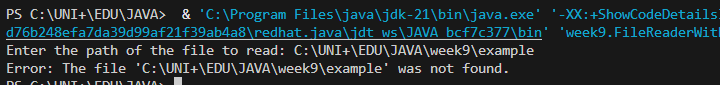 PS C:\UNI+\EDU\JAVA>  & 'C:\Program Files\java\jdk-21\bin\java.exe' '-XX:+ShowCodeDetails
d76b248efa7da39d99af21f39ab4a8\redhat.java\jdt_ws\JAVA_bcf7c377\bin' 'week9.FileReaderWith
Enter the path of the file to read: C:\UNI+\EDU\JAVA\week9\example
Error: The file 'C:\UNI+\EDU\JAVA\week9\example' was not found.
PS C:\UNI+\EDU\JAVA>